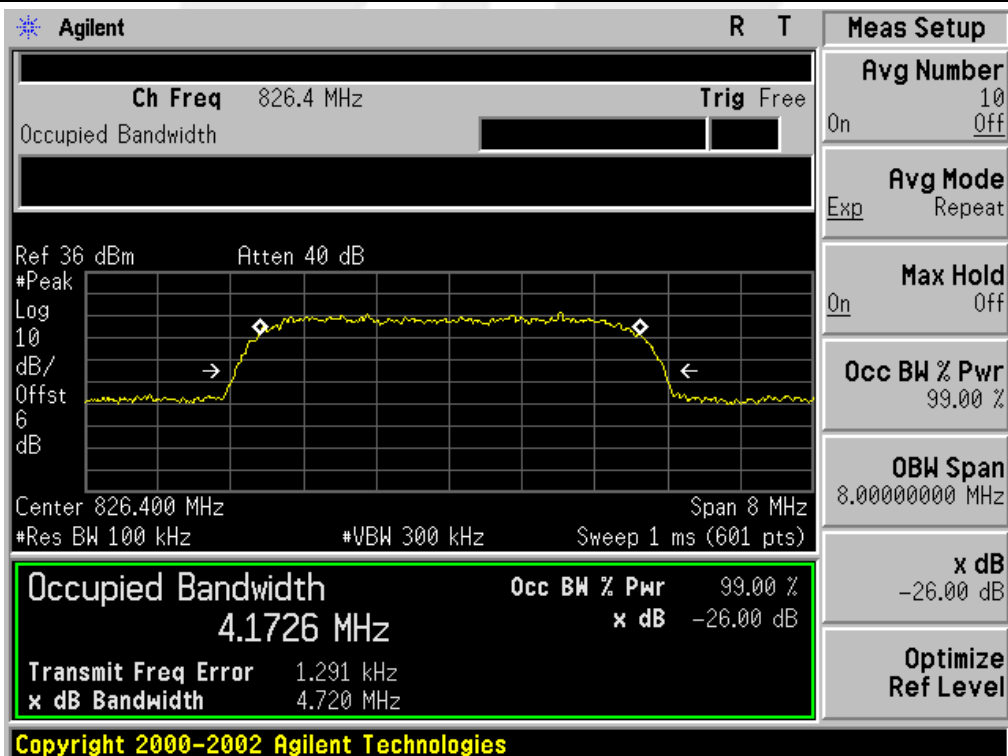 Agilent R T
Ch Freq 826.4 MHz Trig Free
Occupied Bandwidth
Ref 36 dBm Atten 40 dB
#Peak
Log
10
dB/
Offst
6
dB
Center 826.400 MHz Span 8 MHz
#Res BW 100 kHz #VBW 300 kHz Sweep 1 ms (601 pts)
Occupied Bandwidth Occ BW % Pwr 99.00 %
4.1726 MHz x dB -26.00 dB
Transmit Freq Error 1.291 kHz
x dB Bandwidth 4.720 MHz
Copyright 2000-2002 Agilent Technologies
Meas Setup
Avg Number
10
On Off
Avg Mode
Exp Repeat
Max Hold
On Off
Occ BW % Pwr
99.00 %
OBW Span
8.00000000 MHz
x dB
-26.00 dB
Optimize
Ref Level